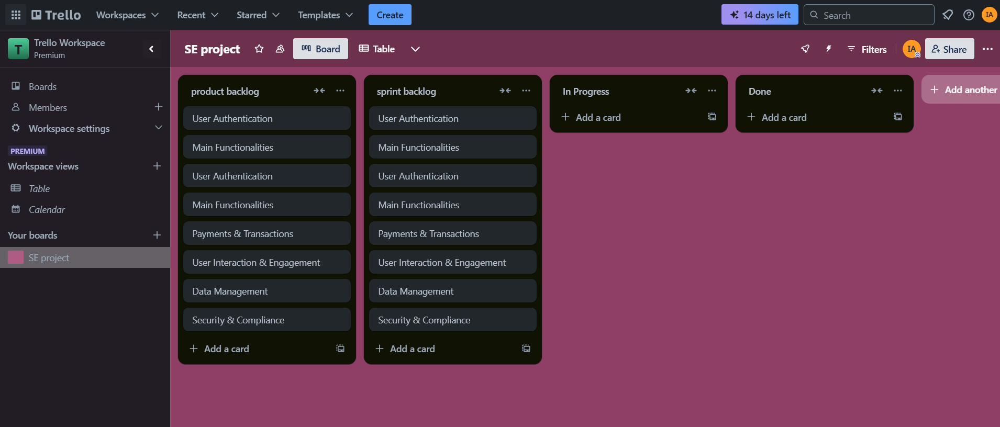 Trello Workspaces Recent Starred Templates Create 14 days left Search IA
T Trello Workspace
Premium
SE project Board Table Filters IA Share
Boards
Members
Workspace settings
PREMIUM
Workspace views
Table
Calendar
Your boards
SE project
product backlog
User Authentication
Main Functionalities
User Authentication
Main Functionalities
Payments & Transactions
User Interaction & Engagement
Data Management
Security & Compliance
Add a card
sprint backlog
User Authentication
Main Functionalities
User Authentication
Main Functionalities
Payments & Transactions
User Interaction & Engagement
Data Management
Security & Compliance
Add a card
In Progress
Add a card
Done
Add a card
Add another